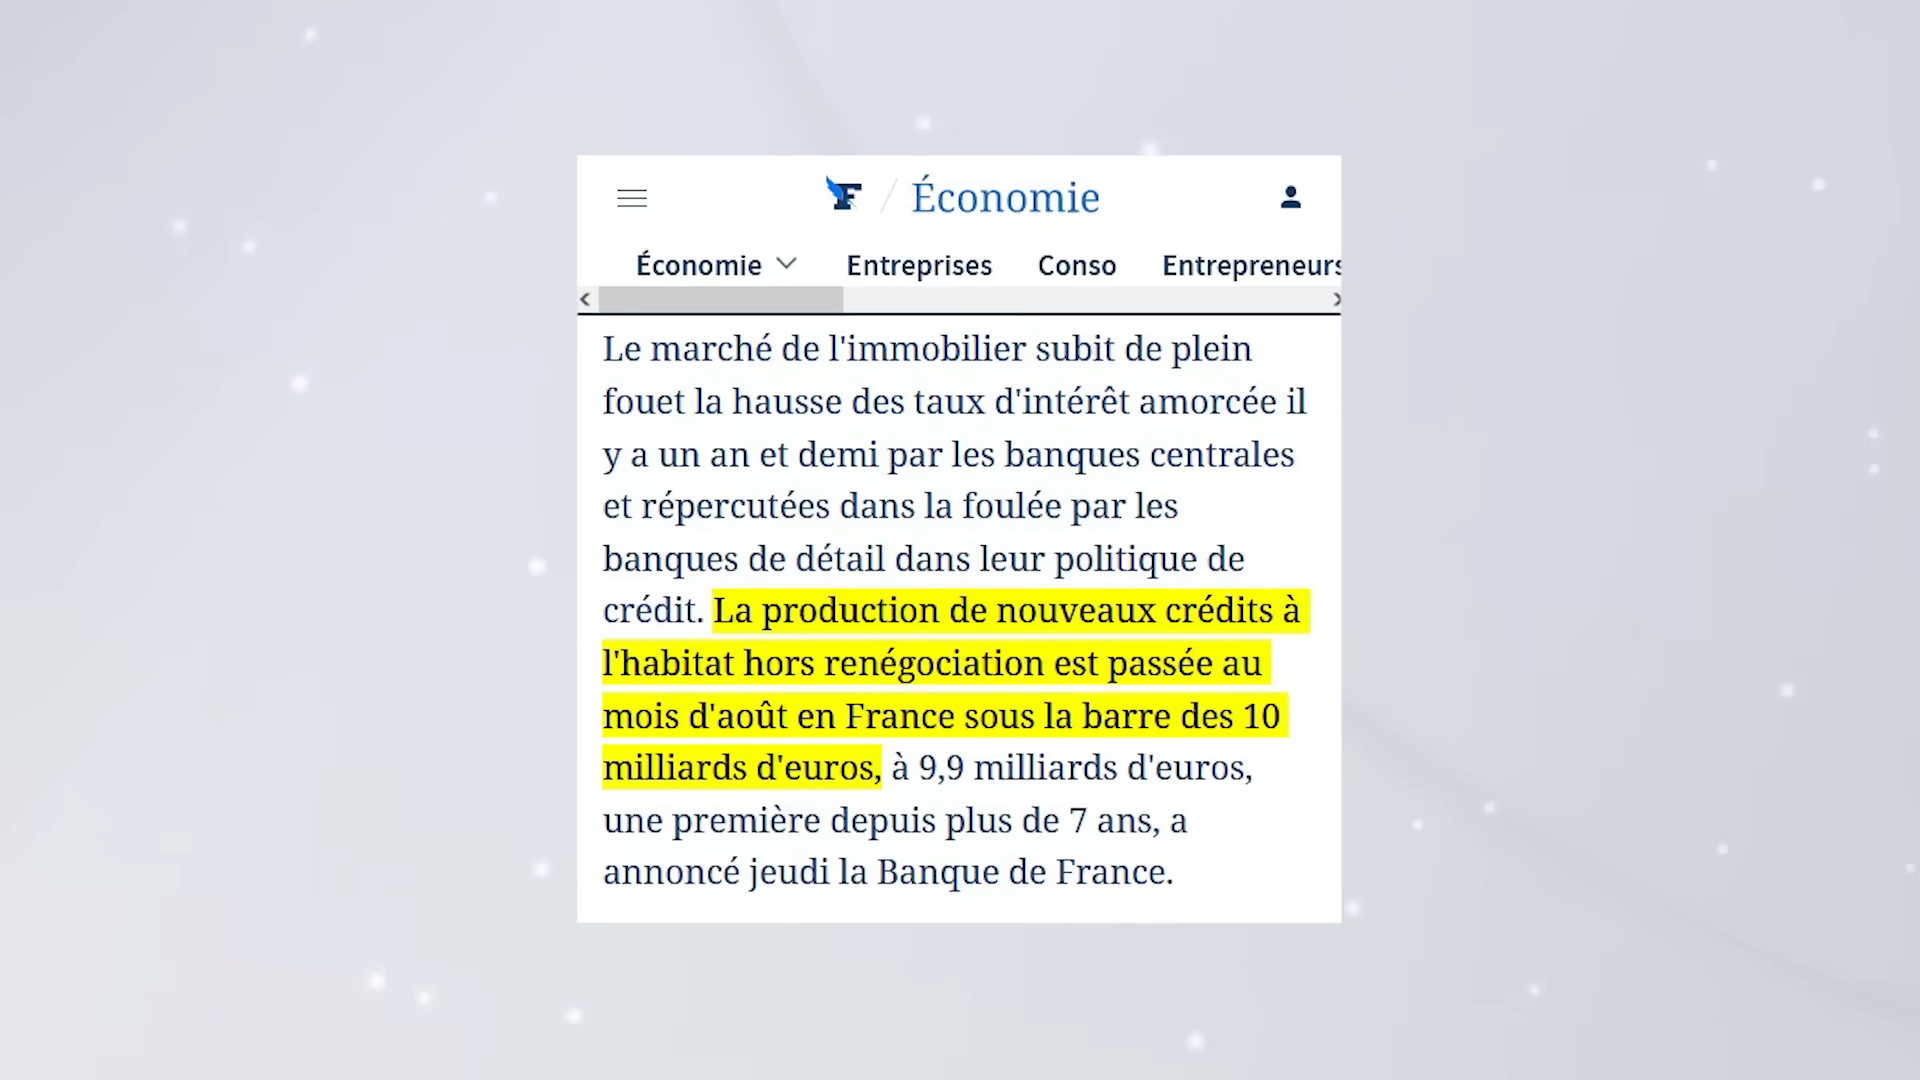 F / Économie
Économie Entreprises Conso Entrepreneurs
Le marché de l'immobilier subit de plein
fouet la hausse des taux d'intérêt amorcée il
y a un an et demi par les banques centrales
et répercutées dans la foulée par les
banques de détail dans leur politique de
crédit. La production de nouveaux crédits à
l'habitat hors renégociation est passée au
mois d'août en France sous la barre des 10
milliards d'euros, à 9,9 milliards d'euros,
une première depuis plus de 7 ans, a
annoncé jeudi la Banque de France.